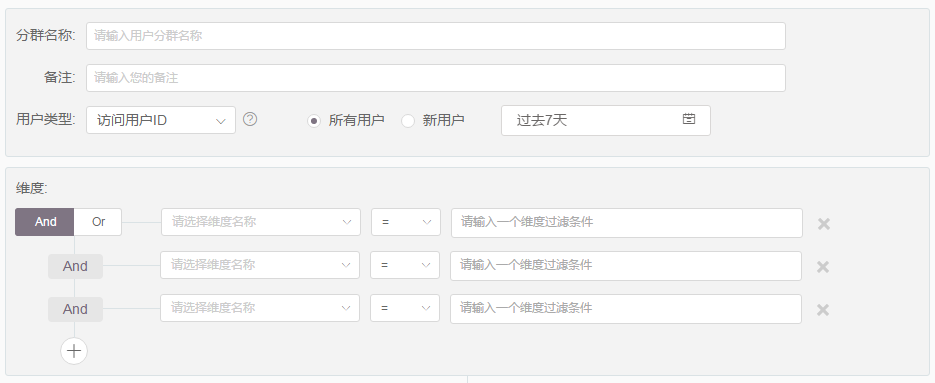 分群名称: 请输入用户分群名称
备注: 请输入您的备注
用户类型: 访问用户ID ? 所有用户 新用户 过去7天
维度:
And Or 请选择维度名称 = 请输入一个维度过滤条件
And 请选择维度名称 = 请输入一个维度过滤条件
And 请选择维度名称 = 请输入一个维度过滤条件